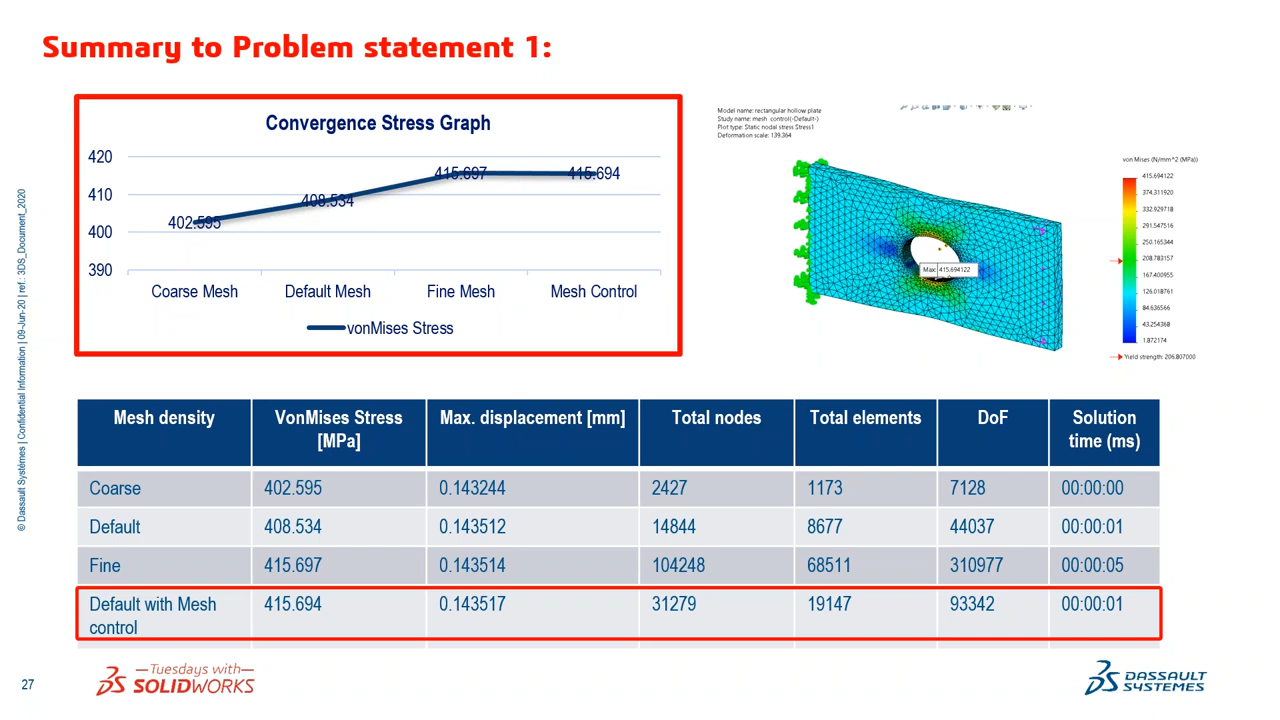 Summary to Problem statement 1:
Convergence Stress Graph
420
410
400
390
402.595
408.534
415.697
415.694
Coarse Mesh
Default Mesh
Fine Mesh
Mesh Control
vonMises Stress
Model name: rectangular hollow plate
Study name: mesh control(-Default-)
Plot type: Static nodal stress Stress1
Deformation scale: 139.364
Max: 415.694122
von Mises (N/mm^2 (MPa))
415.694122
374.311920
332.929718
291.547516
250.165344
208.783157
167.400955
126.018761
84.636566
43.254368
1.872174
Yield strength: 206.807000
Mesh density
VonMises Stress
[MPa]
Max. displacement [mm]
Total nodes
Total elements
DoF
Solution
time (ms)
Coarse 402.595 0.143244 2427 1173 7128 00:00:00
Default 408.534 0.143512 14844 8677 44037 00:00:01
Fine 415.697 0.143514 104248 68511 310977 00:00:05
Default with Mesh 415.694 0.143517 31279 19147 93342 00:00:01
control
© Dassault Systèmes | Confidential Information | 09-Jun-20 | ref.: 3DS_Document_2020
27
Tuesdays with
SOLIDWORKS
DASSAULT
SYSTEMES